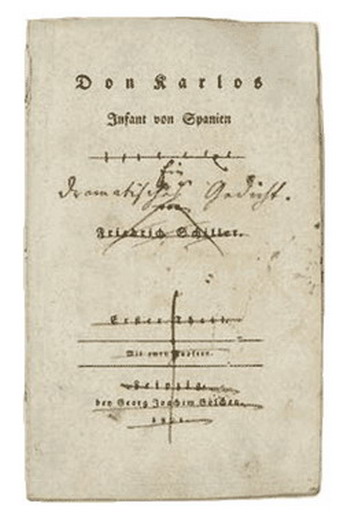 Don Karlos
Infant von Spanien
Ein
dramatisches Gedicht.
von
Friedrich Schiller.
Erster Theil.
Mit einem Kupfer.
Leipzig,
bey Georg Joachim Göschen,